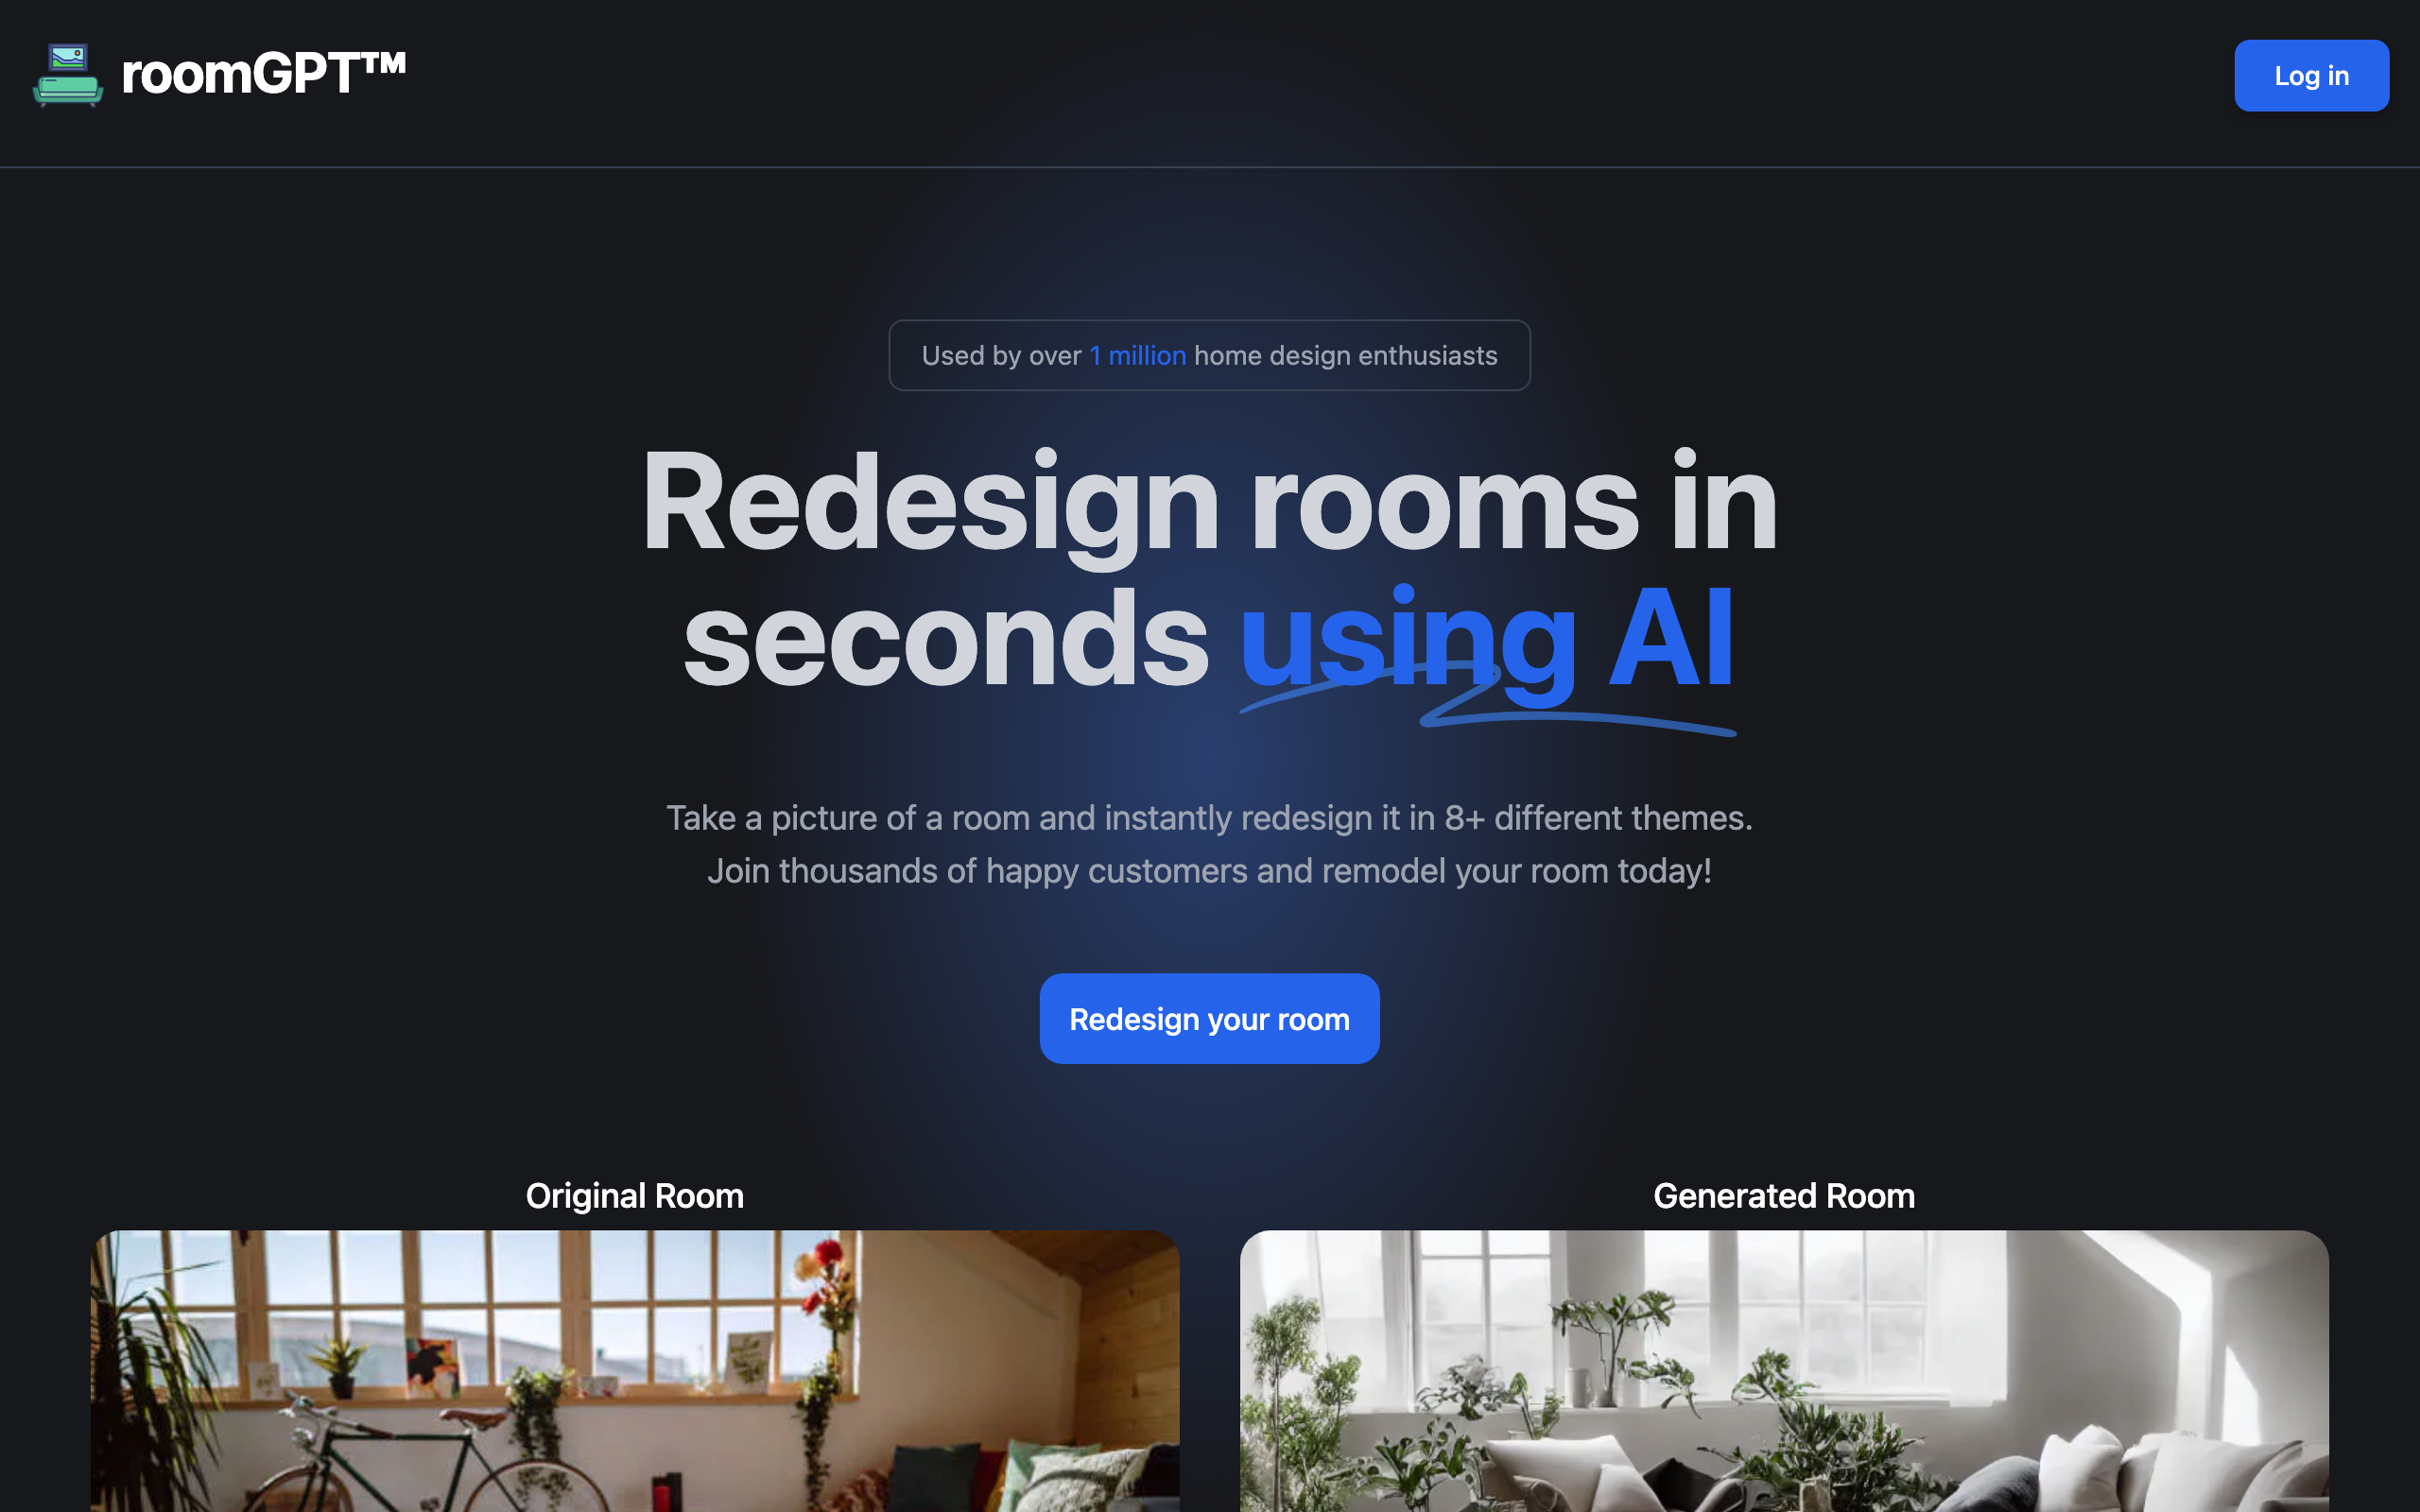 roomGPT™
Log in
Used by over 1 million home design enthusiasts
Redesign rooms in
seconds using AI
Take a picture of a room and instantly redesign it in 8+ different themes.
Join thousands of happy customers and remodel your room today!
Redesign your room
Original Room
Generated Room